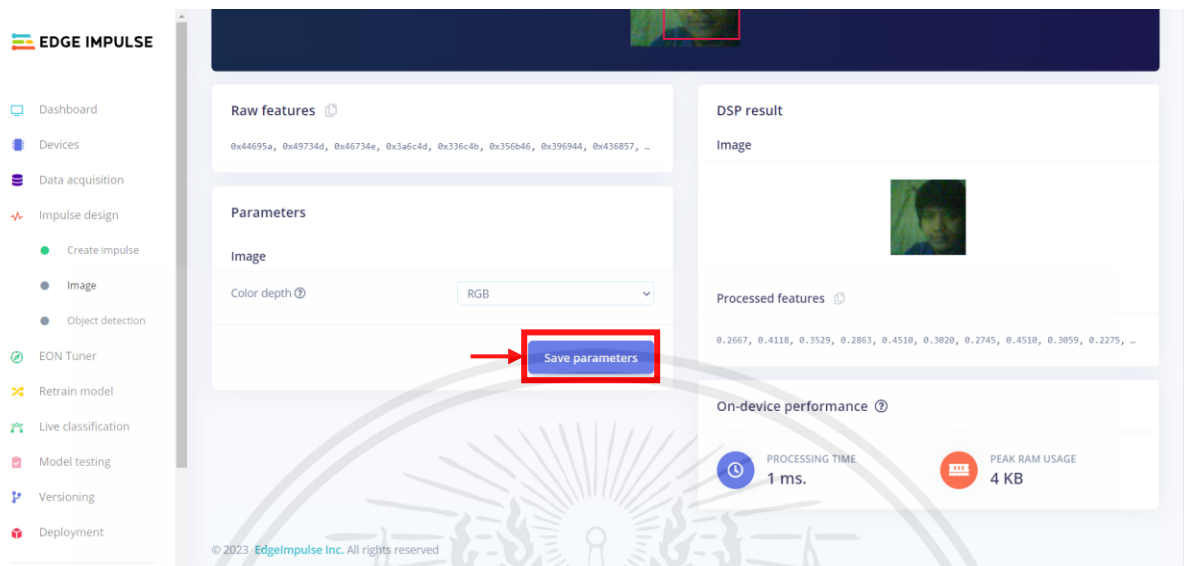 EDGE IMPULSE
Dashboard
Devices
Data acquisition
Impulse design
Create impulse
Image
Object detection
EON Tuner
Retrain model
Live classification
Model testing
Versioning
Deployment
Raw features
0x44695a, 0x49734d, 0x46734e, 0x3a6c4d, 0x336c4b, 0x356b46, 0x396944, 0x436857, …
Parameters
Image
Color depth
RGB
Save parameters
DSP result
Image
Processed features
0.2667, 0.4118, 0.3529, 0.2863, 0.4510, 0.3020, 0.2745, 0.4510, 0.3059, 0.2275, …
On-device performance
PROCESSING TIME
1 ms.
PEAK RAM USAGE
4 KB
© 2023 EdgeImpulse Inc. All rights reserved